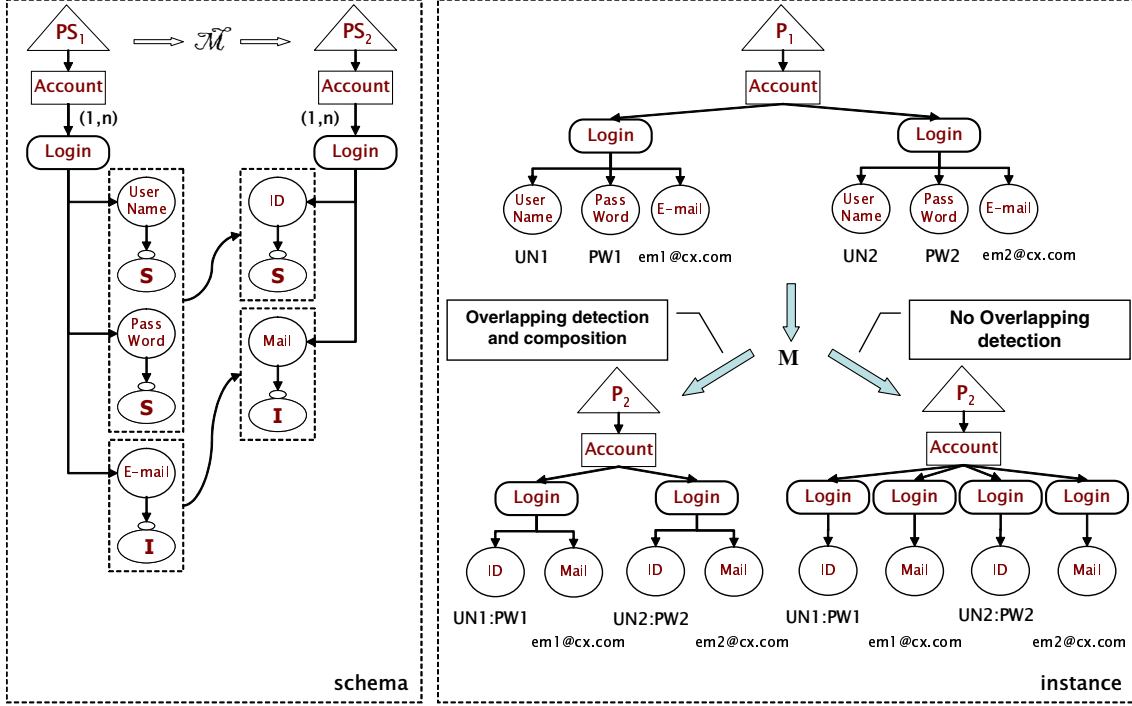 PS1
M
PS2
Account
Account
(1,n)
(1,n)
Login
Login
User
Name
ID
S
S
Pass
Word
Mail
S
I
E-mail
I
schema
P1
Account
Login
Login
User
Name
Pass
Word
E-mail
User
Name
Pass
Word
E-mail
UN1
PW1
em1@cx.com
UN2
PW2
em2@cx.com
Overlapping detection
and composition
No Overlapping
detection
M
P2
P2
Account
Account
Login
Login
Login
Login
Login
Login
ID
Mail
ID
Mail
ID
Mail
ID
Mail
UN1:PW1
UN2:PW2
UN1:PW1
UN2:PW2
em1@cx.com
em2@cx.com
em1@cx.com
em2@cx.com
instance